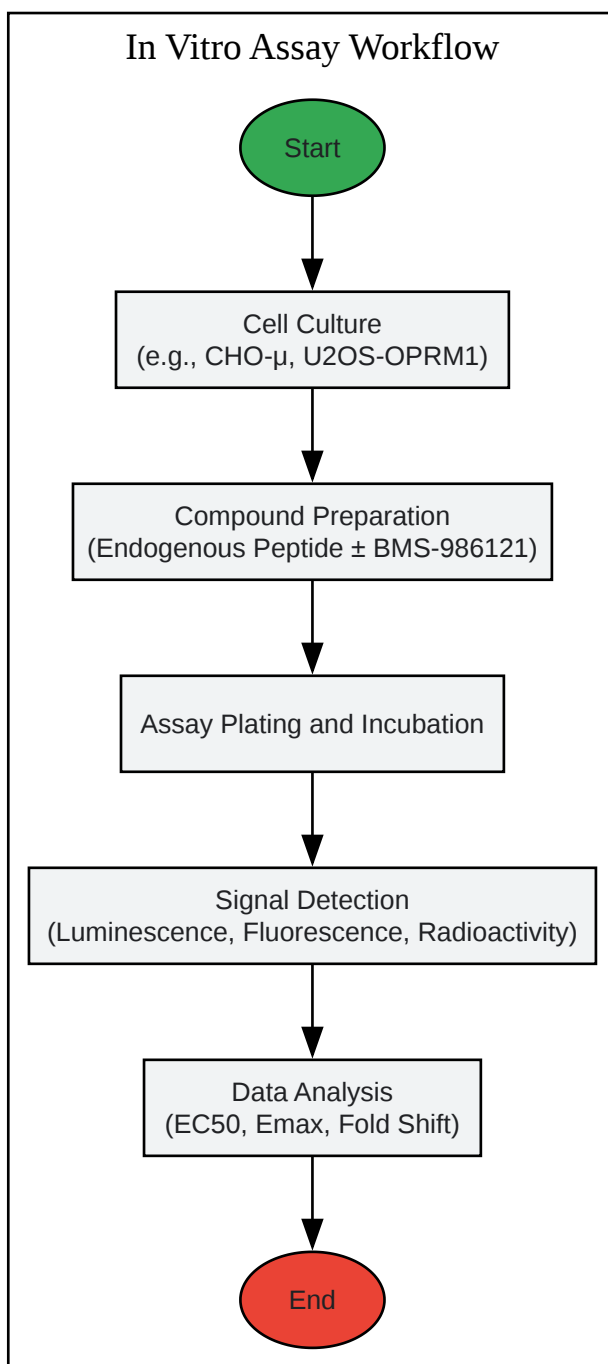 In Vitro Assay Workflow
Start
Cell Culture
(e.g., CHO-μ, U2OS-OPRM1)
Compound Preparation
(Endogenous Peptide ± BMS-986121)
Assay Plating and Incubation
Signal Detection
(Luminescence, Fluorescence, Radioactivity)
Data Analysis
(EC50, Emax, Fold Shift)
End